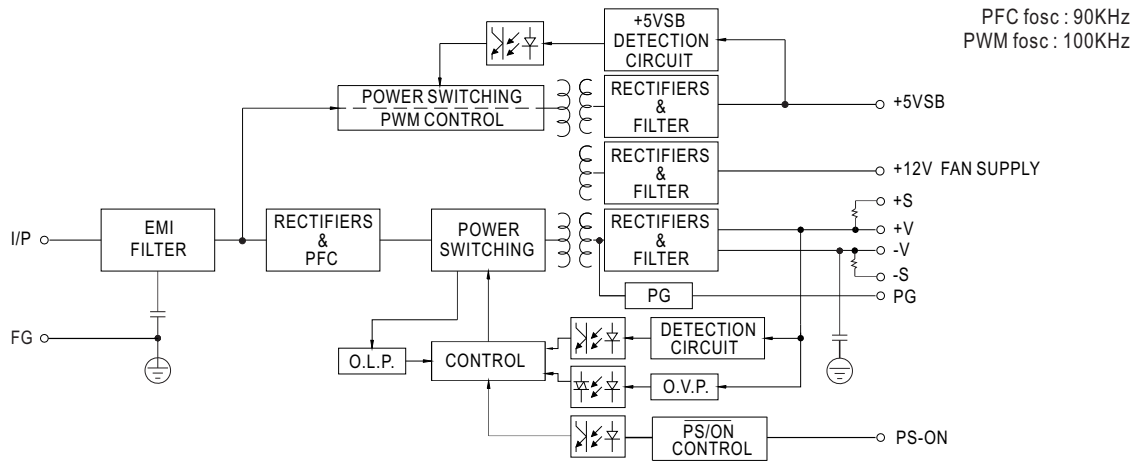 PFC fosc : 90KHz
PWM fosc : 100KHz
+5VSB
DETECTION
CIRCUIT
POWER SWITCHING
PWM CONTROL
RECTIFIERS
&
FILTER
+5VSB
RECTIFIERS
&
FILTER
+12V FAN SUPPLY
I/P
EMI
FILTER
RECTIFIERS
&
PFC
POWER
SWITCHING
RECTIFIERS
&
FILTER
+S
+V
-V
-S
PG
PG
FG
O.L.P.
CONTROL
DETECTION
CIRCUIT
O.V.P.
PS/ON
CONTROL
PS-ON